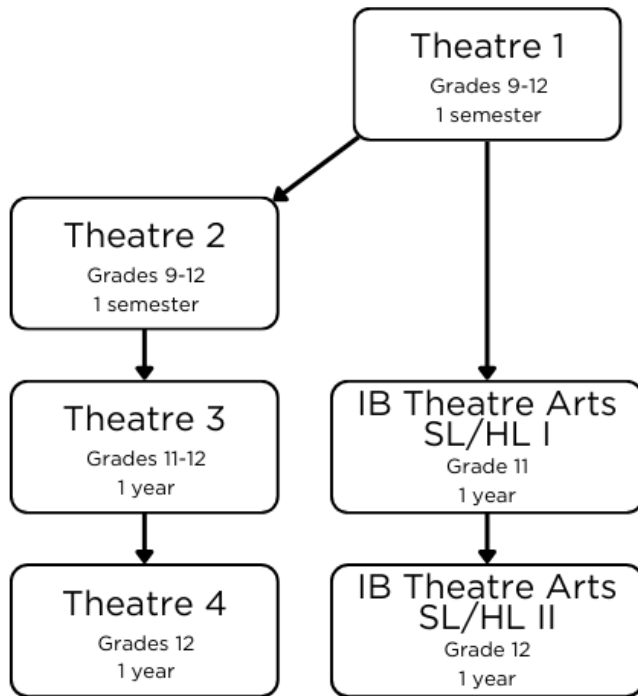 Theatre 1
Grades 9-12
1 semester
Theatre 2
Grades 9-12
1 semester
Theatre 3
Grades 11-12
1 year
IB Theatre Arts
SL/HL I
Grade 11
1 year
Theatre 4
Grades 12
1 year
IB Theatre Arts
SL/HL II
Grade 12
1 year